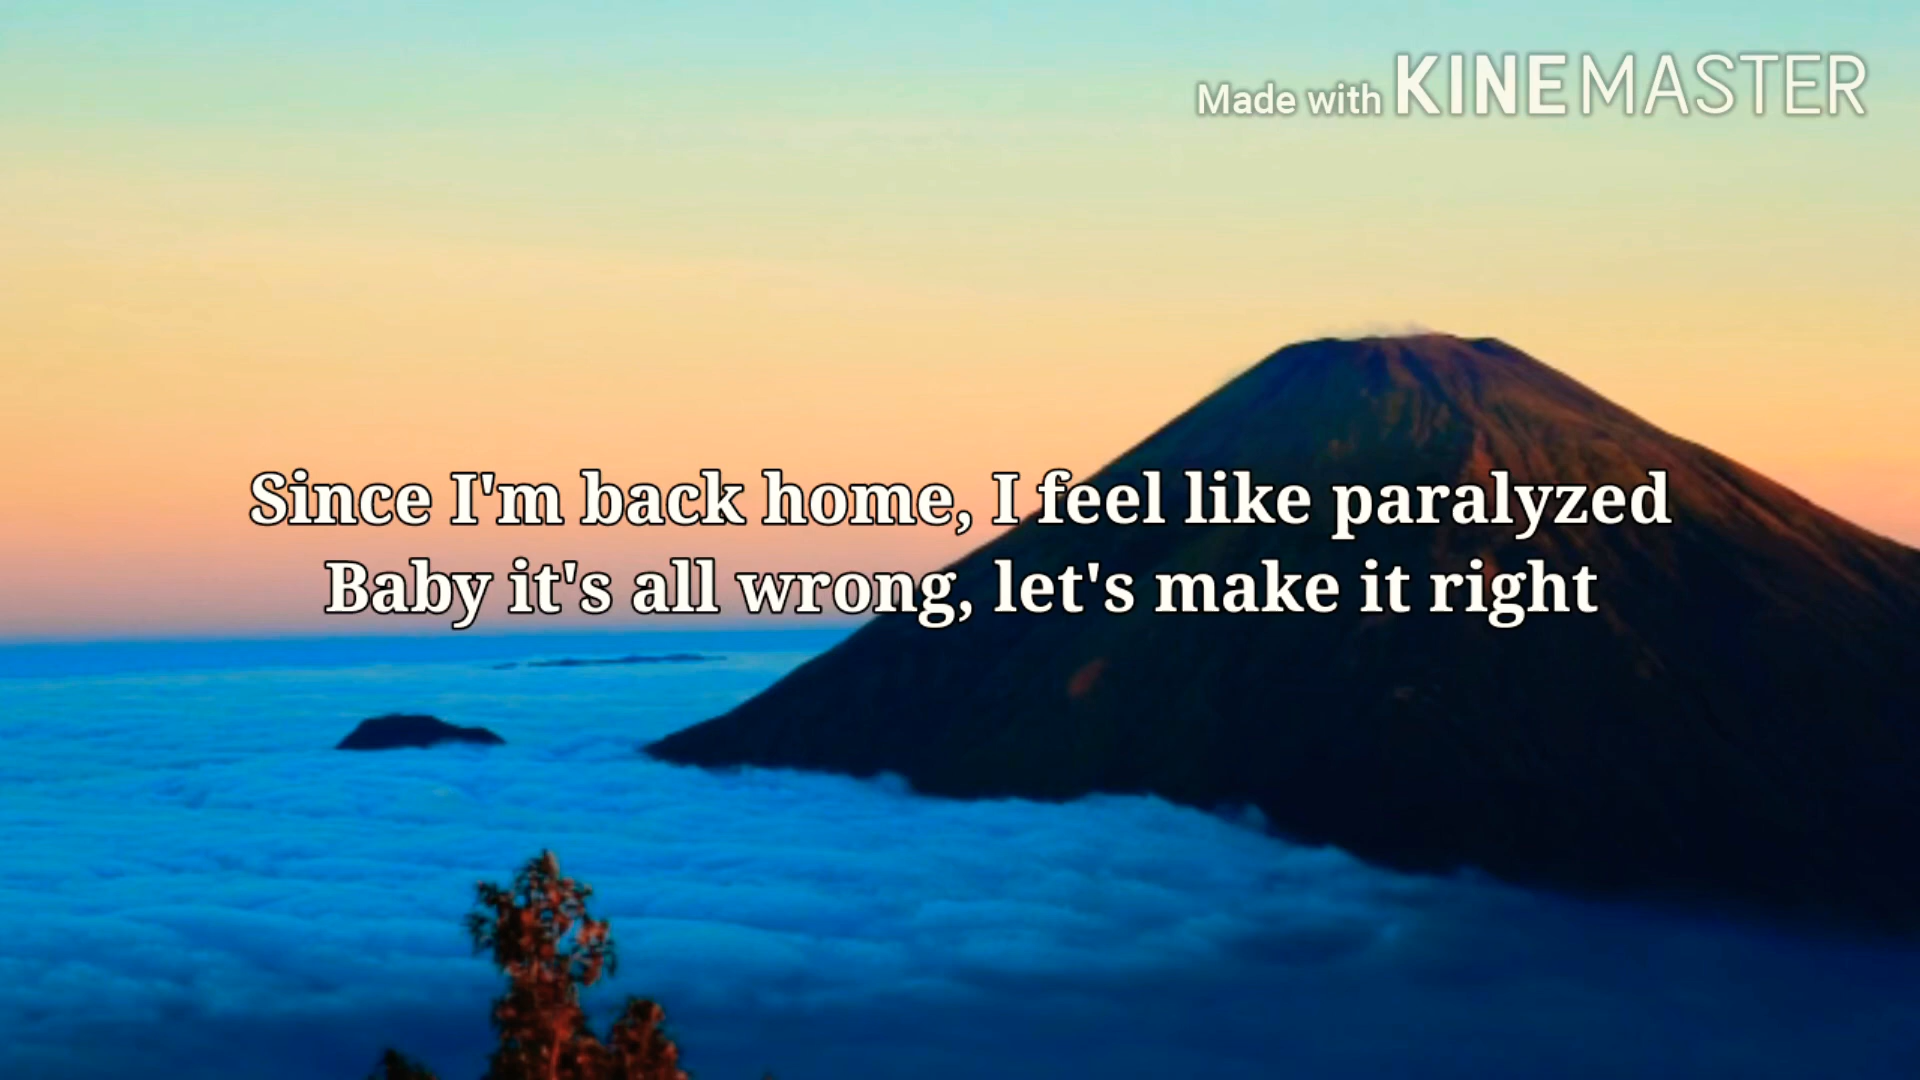 Made with KINEMASTER
Since I'm back home, I feel like paralyzed
Baby it's all wrong, let's make it right